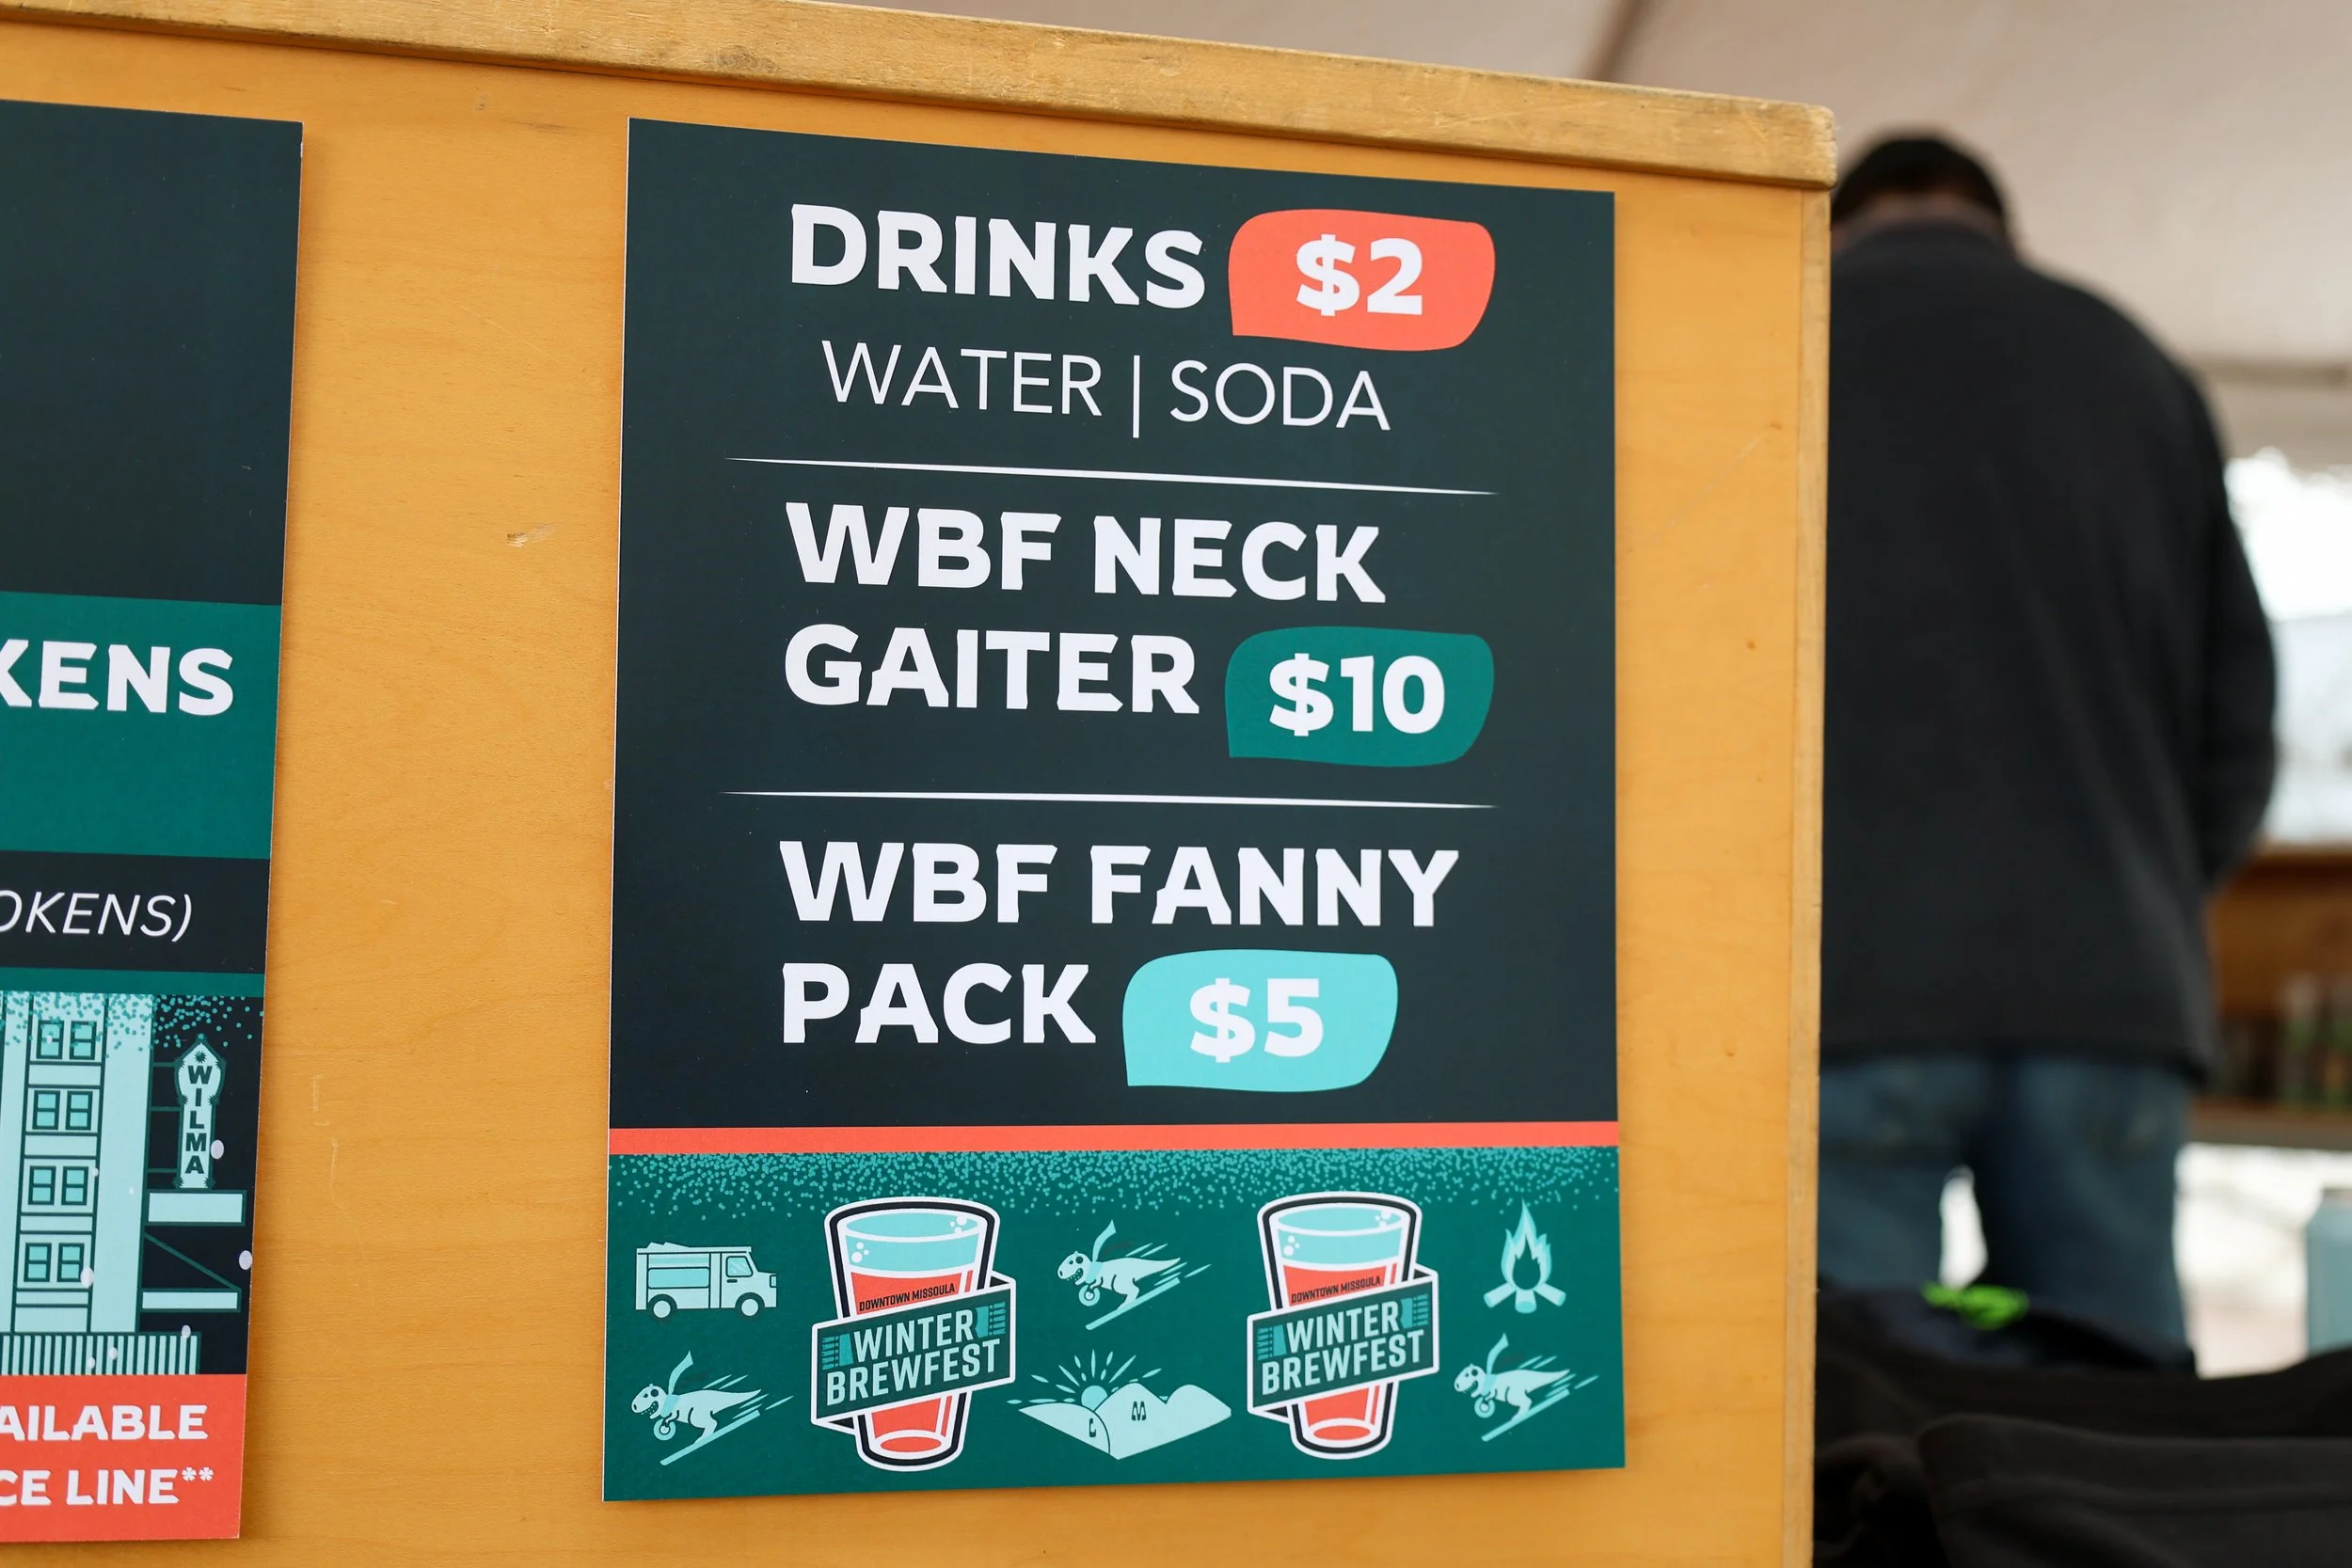 DRINKS $2
WATER | SODA
WBF NECK
GAITER $10
WBF FANNY
PACK $5
DOWNTOWN MISSOULA
WINTER
BREWFEST
DOWNTOWN MISSOULA
WINTER
BREWFEST
M
KENS
OKENS)
WILMA
AILABLE
CE LINE**